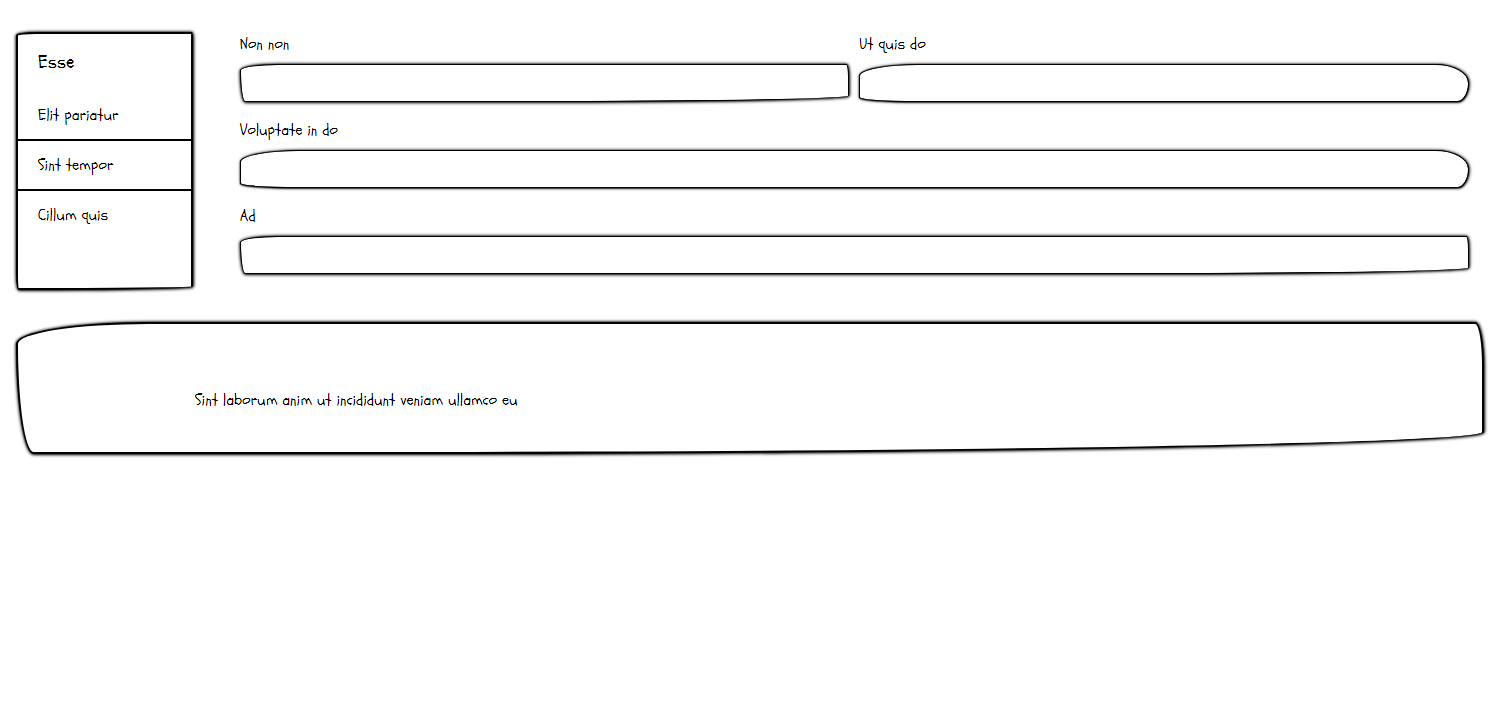 Esse
Elit pariatur
Sint tempor
Cillum quis
Non non
Ut quis do
Voluptate in do
Ad
Sint laborum anim ut incididunt veniam ullamco eu